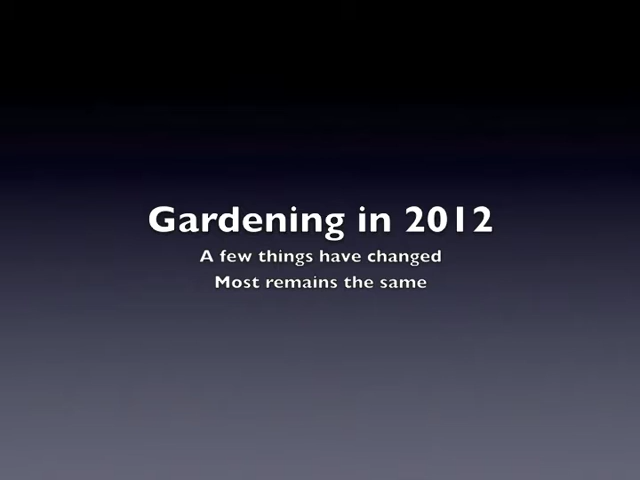 Gardening in 2012
A few things have changed
Most remains the same